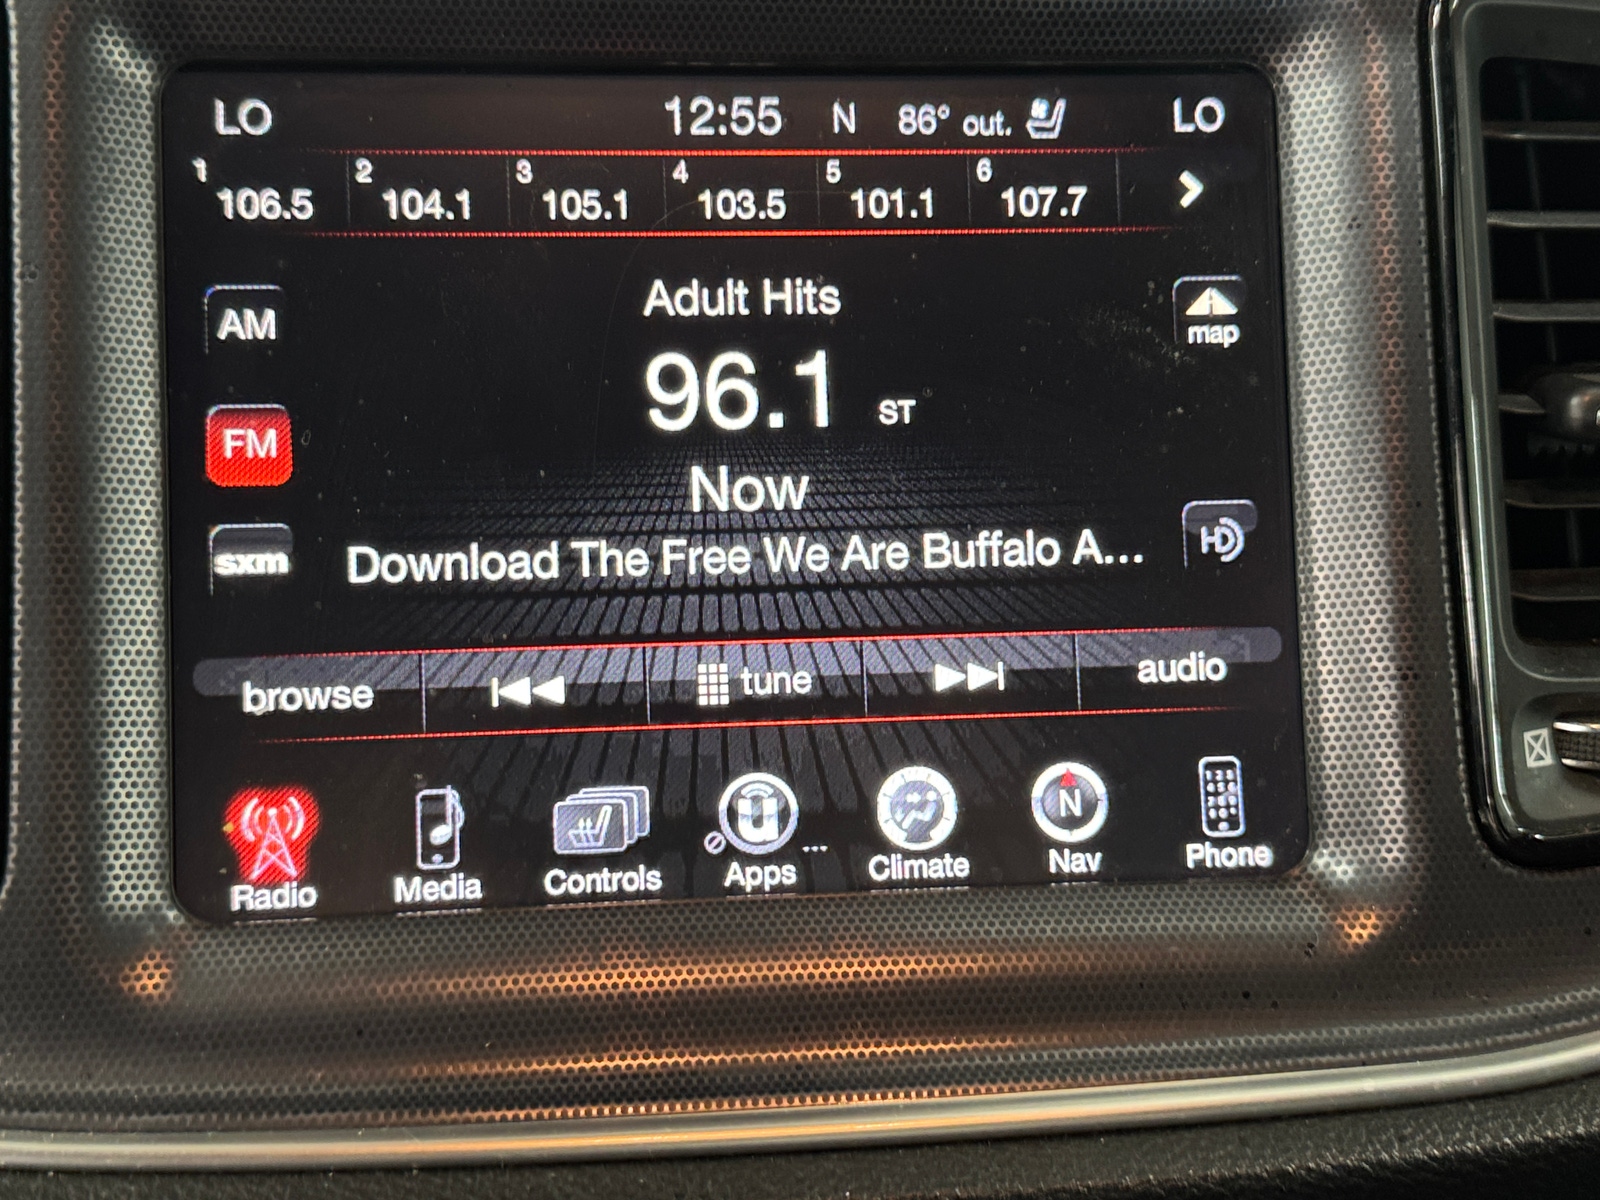 LO 12:55 N 86° out. LO
1 106.5 2 104.1 3 105.1 4 103.5 5 101.1 6 107.7
AM Adult Hits map
96.1 ST
FM
Now
sxm Download The Free We Are Buffalo A... HD
browse tune audio
N
Radio Media Controls Apps ... Climate Nav Phone